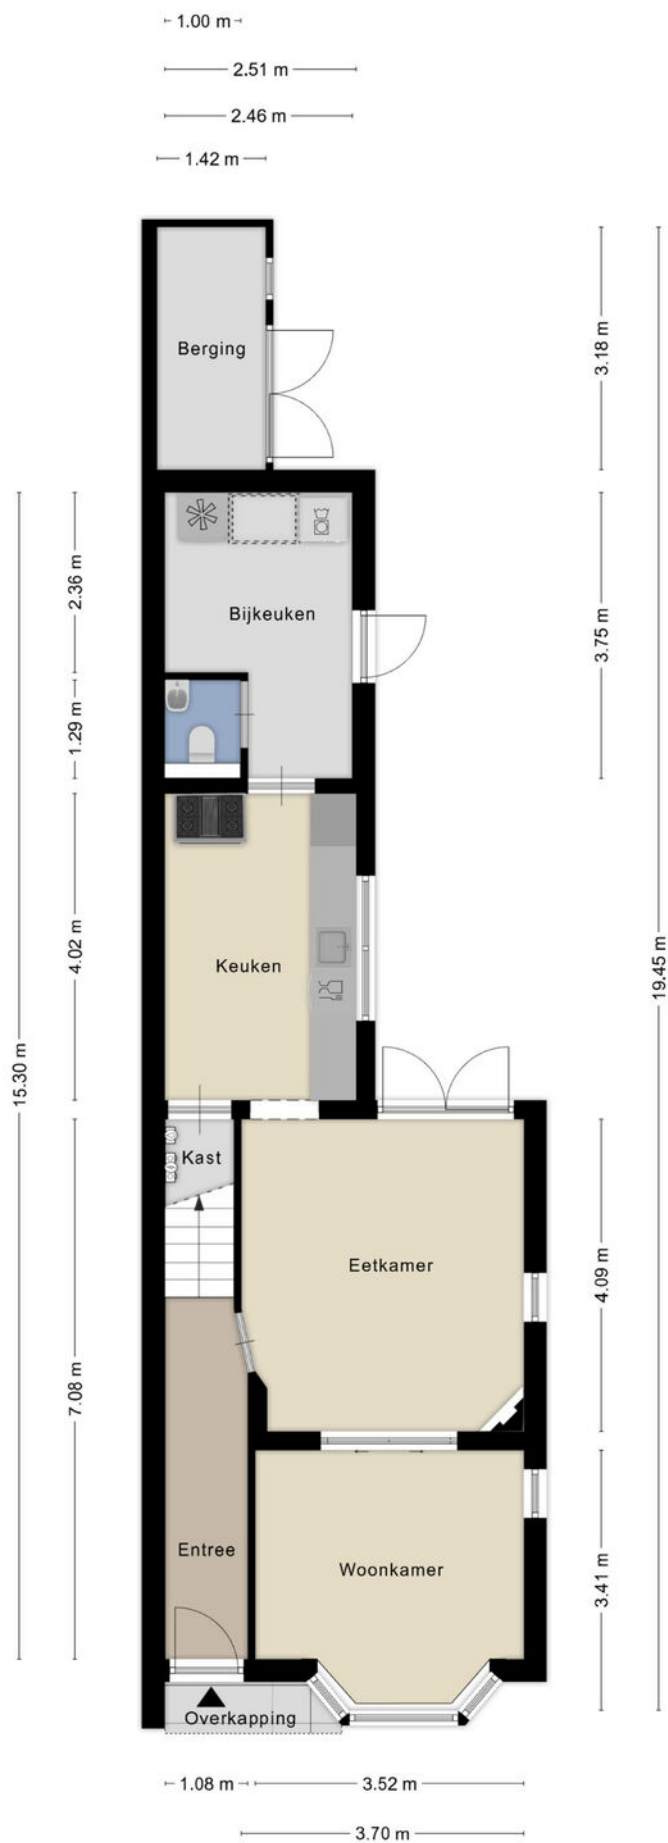 1.00 m
2.51 m
2.46 m
1.42 m
Berging
3.18 m
Bijkeuken
2.36 m
3.75 m
1.29 m
Keuken
4.02 m
19.45 m
15.30 m
Kast
Eetkamer
4.09 m
7.08 m
Entree
Woonkamer
3.41 m
Overkapping
1.08 m
3.52 m
3.70 m